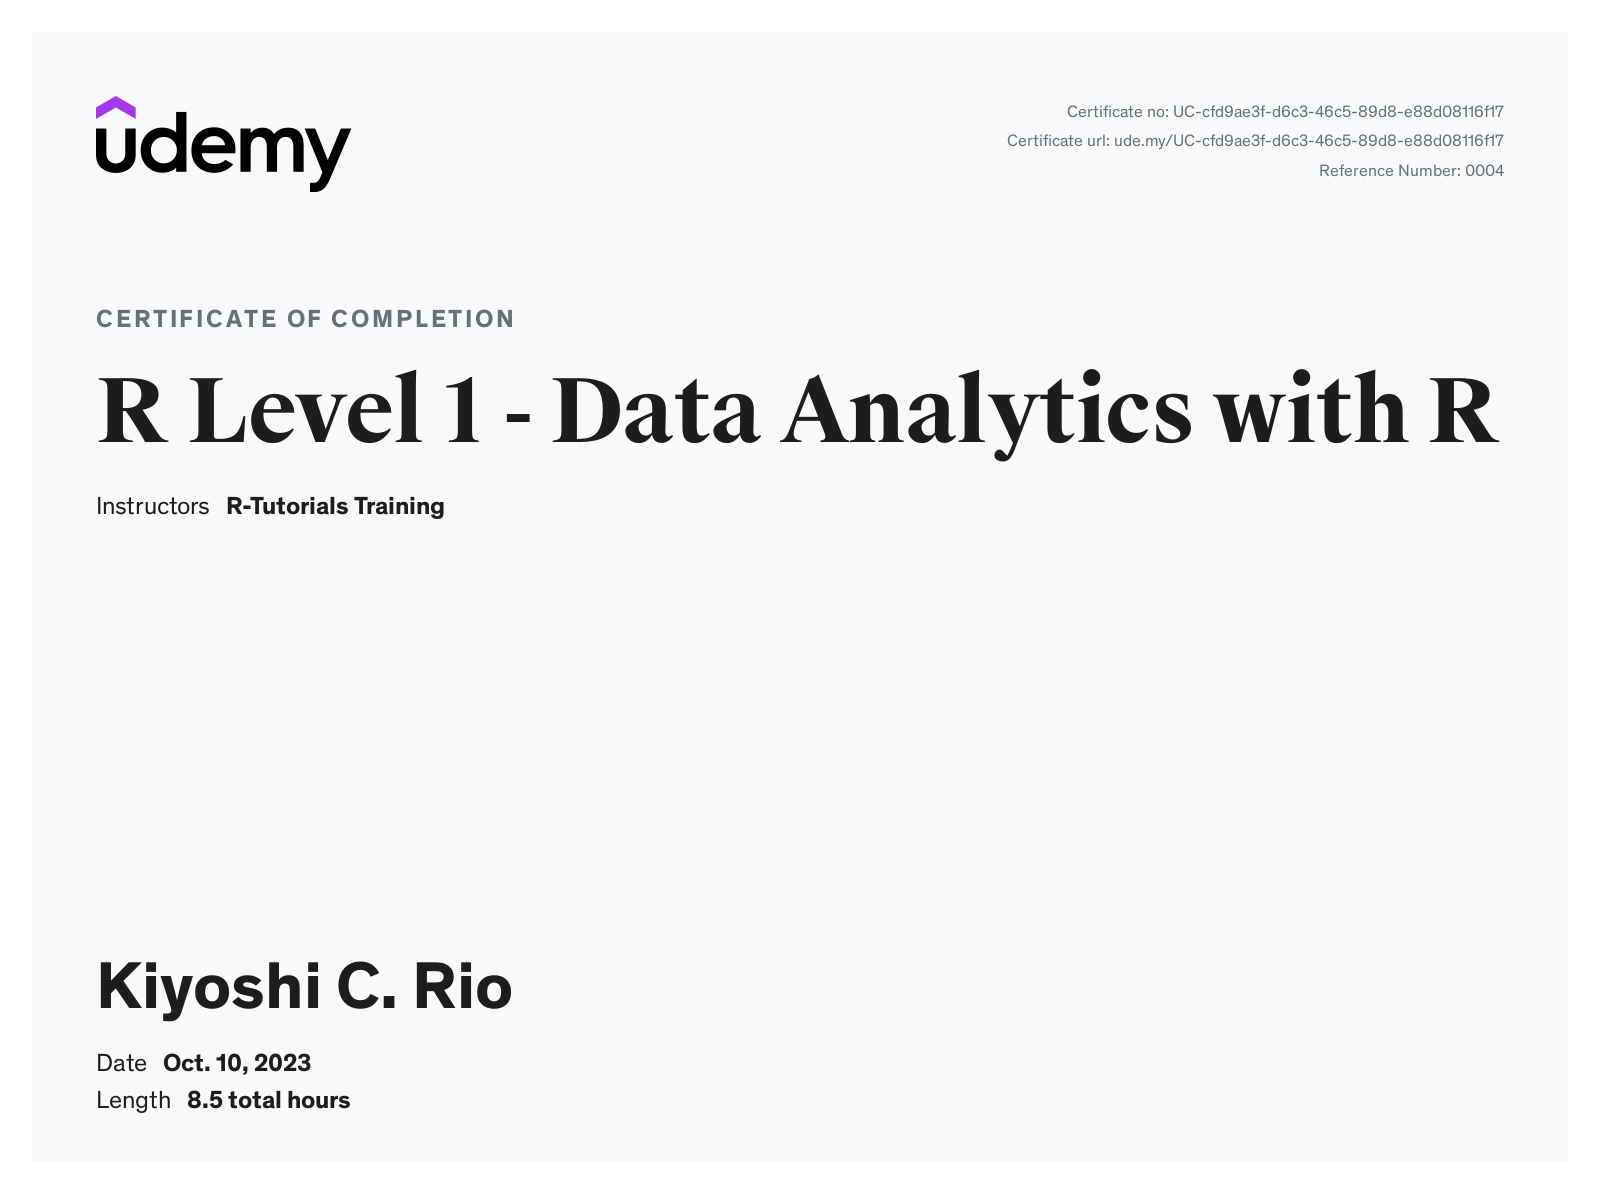 udemy
Certificate no: UC-cfd9ae3f-d6c3-46c5-89d8-e88d08116f17
Certificate url: ude.my/UC-cfd9ae3f-d6c3-46c5-89d8-e88d08116f17
Reference Number: 0004
CERTIFICATE OF COMPLETION
R Level 1 - Data Analytics with R
Instructors R-Tutorials Training
Kiyoshi C. Rio
Date Oct. 10, 2023
Length 8.5 total hours